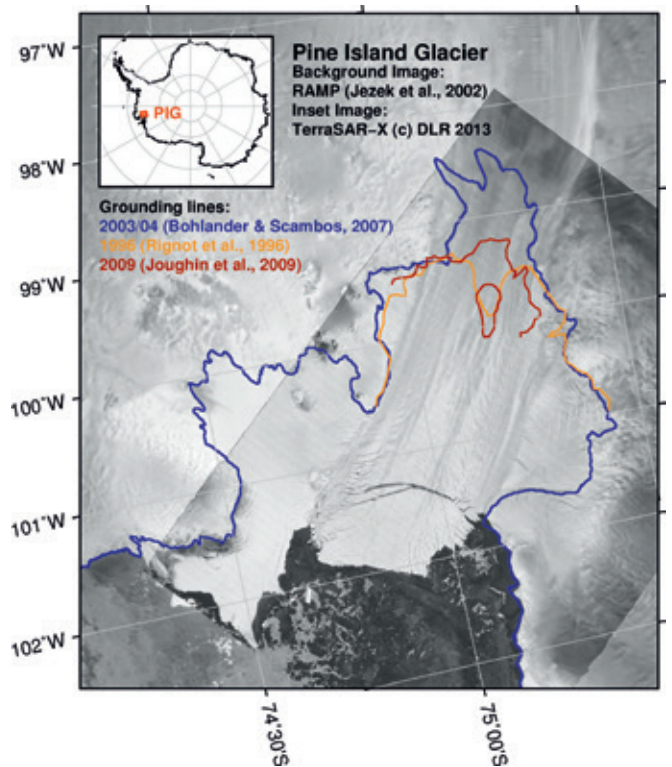 97°W
98°W
99°W
100°W
101°W
102°W
PIG
Pine Island Glacier
Background Image:
RAMP (Jezek et al., 2002)
Inset Image:
TerraSAR-X (c) DLR 2013
Grounding lines:
2003/04 (Bohlander & Scambos, 2007)
1996 (Rignot et al., 1996)
2009 (Joughin et al., 2009)
74°30'S
75°00'S